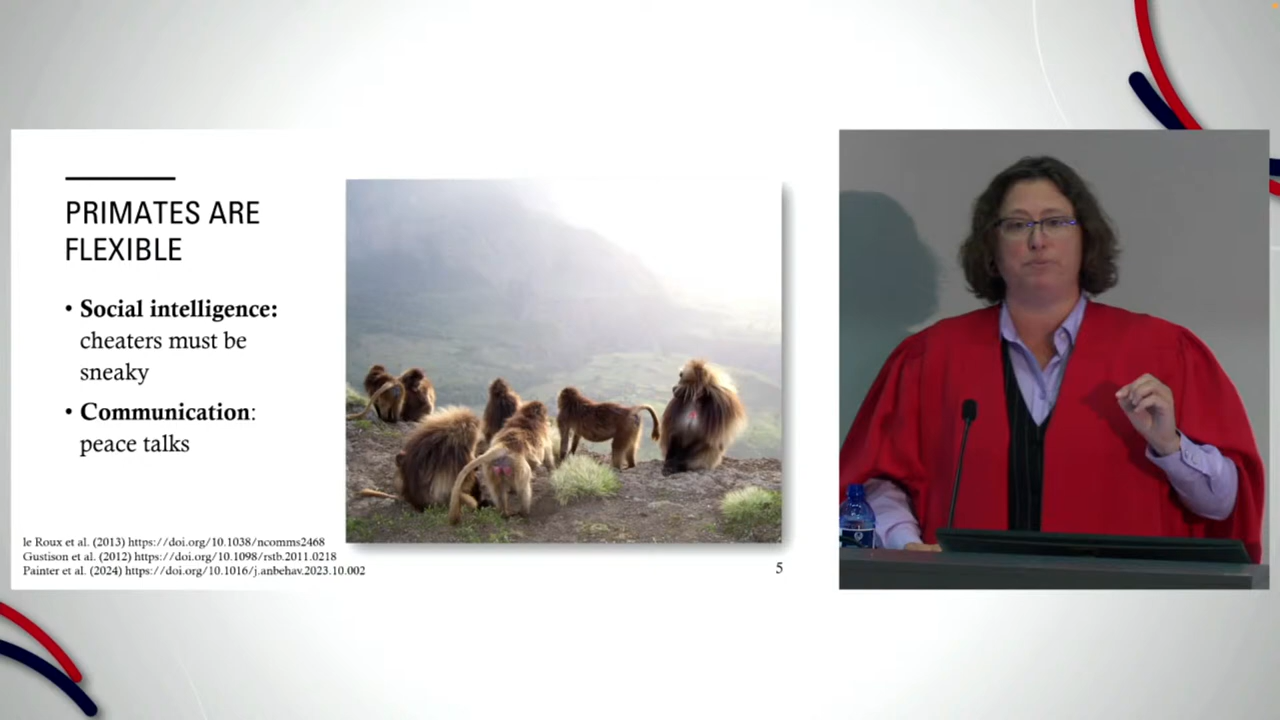 PRIMATES ARE
FLEXIBLE
• Social intelligence:
cheaters must be
sneaky
• Communication:
peace talks
le Roux et al. (2013) https://doi.org/10.1038/ncomms2468
Gustison et al. (2012) https://doi.org/10.1098/rstb.2011.0218
Painter et al. (2024) https://doi.org/10.1016/j.anbehav.2023.10.002
5